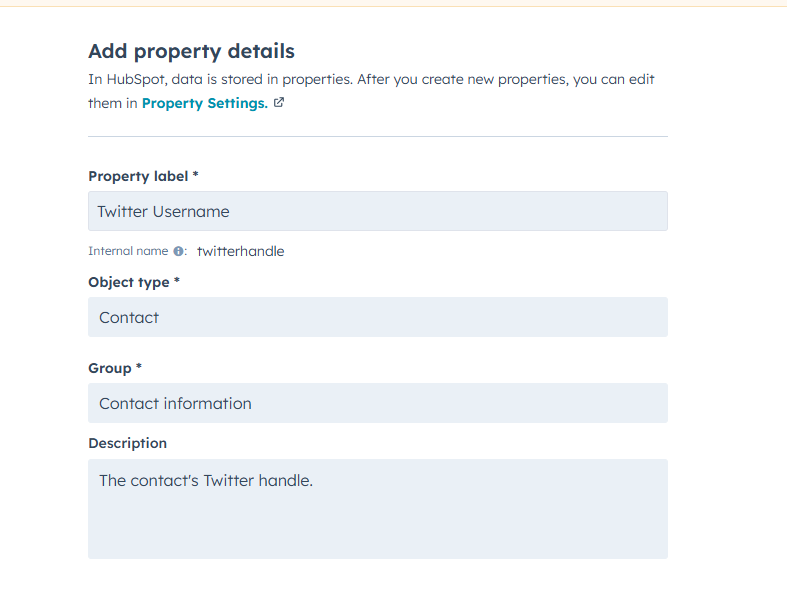 Add property details
In HubSpot, data is stored in properties. After you create new properties, you can edit
them in Property Settings.
Property label *
Twitter Username
Internal name : twitterhandle
Object type *
Contact
Group *
Contact information
Description
The contact's Twitter handle.